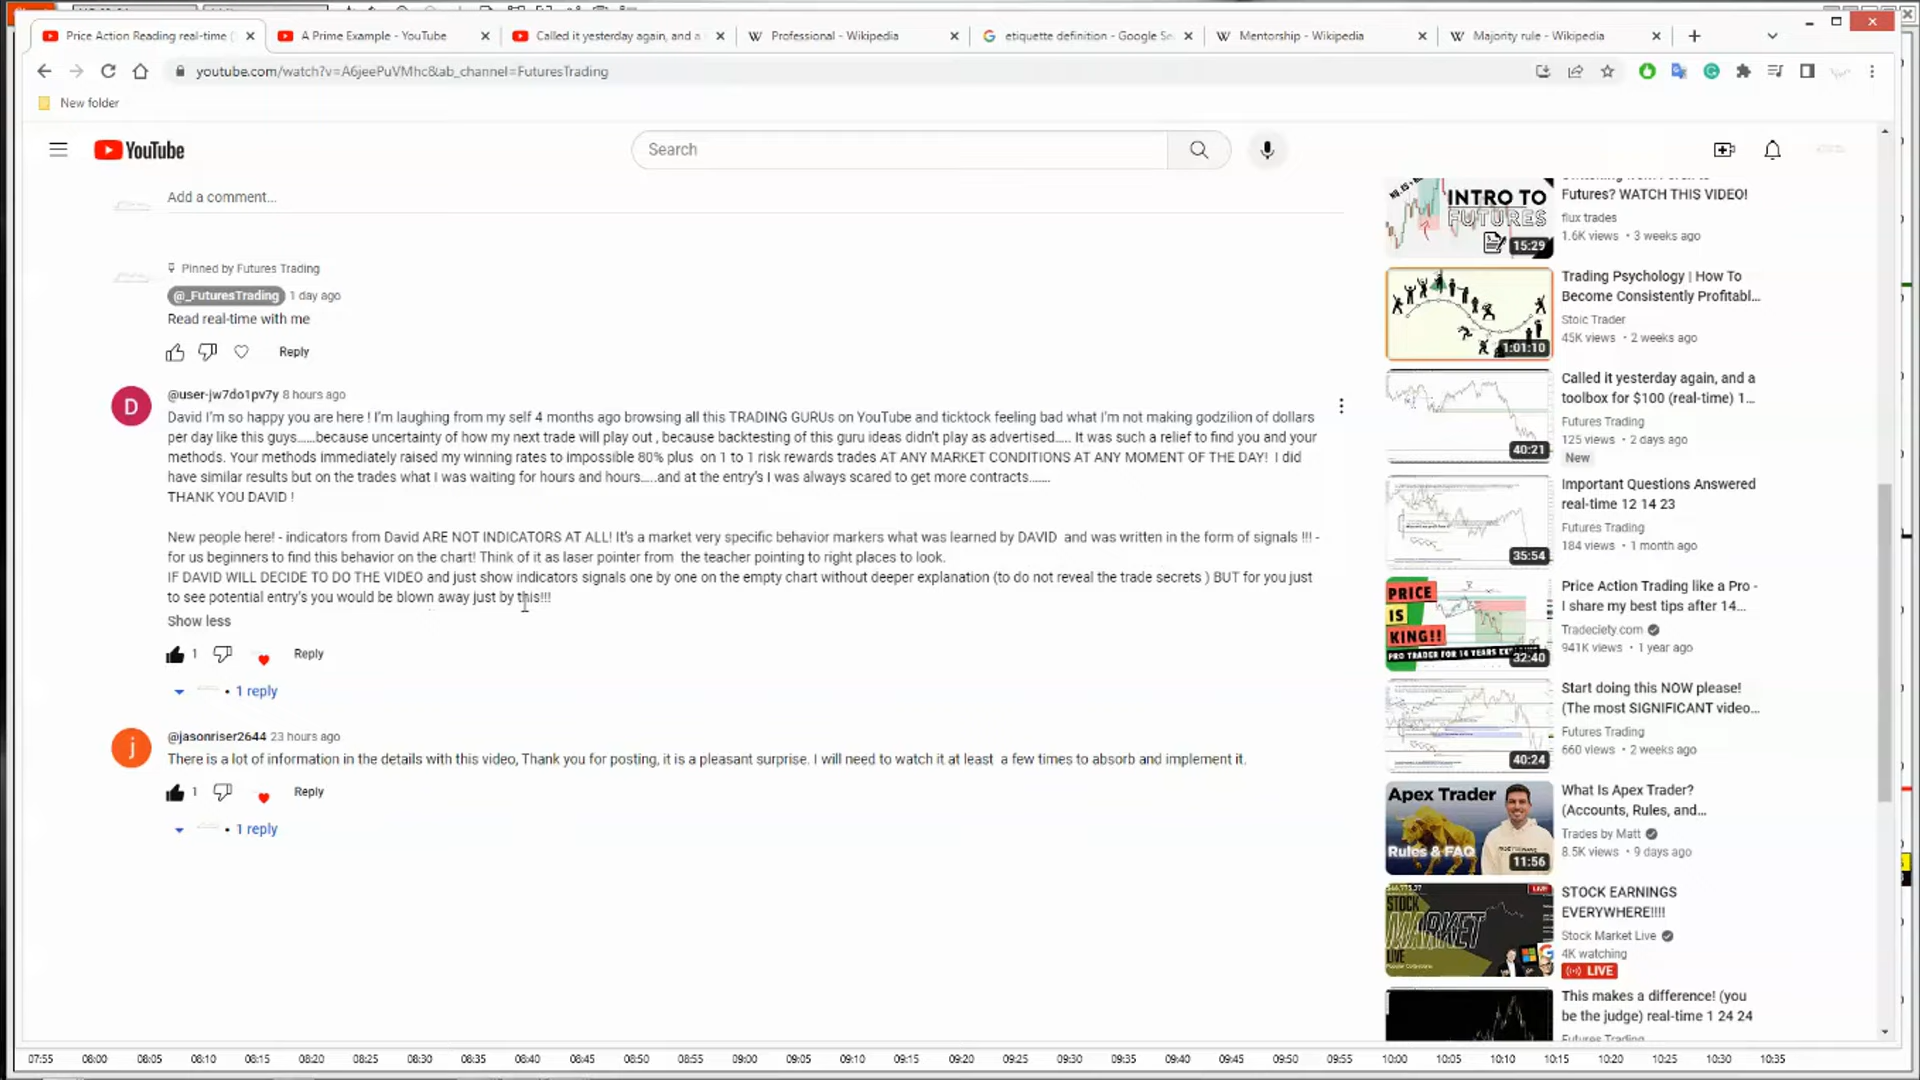 Price Action Reading real-time (
A Prime Example - YouTube
Called it yesterday again, and a
Professional - Wikipedia
etiquette definition - Google Se
Mentorship - Wikipedia
Majority rule - Wikipedia
youtube.com/watch?v=A6jeePuVMhc&ab_channel=FuturesTrading
New folder
YouTube
Search
Add a comment...
Pinned by Futures Trading
@_FuturesTrading 1 day ago
Read real-time with me
Reply
D
@user-jw7do1pv7y 8 hours ago
David I'm so happy you are here ! I'm laughing from my self 4 months ago browsing all this TRADING GURUs on YouTube and ticktock feeling bad what I'm not making godzilion of dollars
per day like this guys......because uncertainty of how my next trade will play out , because backtesting of this guru ideas didn't play as advertised..... It was such a relief to find you and your
methods. Your methods immediately raised my winning rates to impossible 80% plus on 1 to 1 risk rewards trades AT ANY MARKET CONDITIONS AT ANY MOMENT OF THE DAY! I did
have similar results but on the trades what I was waiting for hours and hours.....and at the entry's I was always scared to get more contracts.......
THANK YOU DAVID !
New people here! - indicators from David ARE NOT INDICATORS AT ALL! It's a market very specific behavior markers what was learned by DAVID and was written in the form of signals !!! -
for us beginners to find this behavior on the chart! Think of it as laser pointer from the teacher pointing to right places to look.
IF DAVID WILL DECIDE TO DO THE VIDEO and just show indicators signals one by one on the empty chart without deeper explanation (to do not reveal the trade secrets ) BUT for you just
to see potential entry's you would be blown away just by this!!!
Show less
1 Reply
1 reply
j
@jasonriser2644 23 hours ago
There is a lot of information in the details with this video, Thank you for posting, it is a pleasant surprise. I will need to watch it at least a few times to absorb and implement it.
1 Reply
1 reply
INTRO TO
FUTURES
15:29
Futures? WATCH THIS VIDEO!
flux trades
1.6K views • 3 weeks ago
1:01:10
Trading Psychology | How To
Become Consistently Profitabl...
Stoic Trader
45K views • 2 weeks ago
40:21
Called it yesterday again, and a
toolbox for $100 (real-time) 1...
Futures Trading
125 views • 2 days ago
New
35:54
Important Questions Answered
real-time 12 14 23
Futures Trading
184 views • 1 month ago
PRICE
IS
KING!!
PRO TRADER FOR 14 YEARS
32:40
Price Action Trading like a Pro -
I share my best tips after 14...
Tradeciety com
941K views • 1 year ago
40:24
Start doing this NOW please!
(The most SIGNIFICANT video...
Futures Trading
660 views • 2 weeks ago
Apex Trader
Rules & FAQ
11:56
What Is Apex Trader?
(Accounts, Rules, and...
Trades by Matt
8.5K views • 9 days ago
STOCK
MARKET
LIVE
STOCK EARNINGS
EVERYWHERE!!!!
Stock Market Live
4K watching
LIVE
This makes a difference! (you
be the judge) real-time 1 24 24
Futures Trading
07:55 08:00 08:05 08:10 08:15 08:20 08:25 08:30 08:35 08:40 08:45 08:50 08:55 09:00 09:05 09:10 09:15 09:20 09:25 09:30 09:35 09:40 09:45 09:50 09:55 10:00 10:05 10:10 10:15 10:20 10:25 10:30 10:35